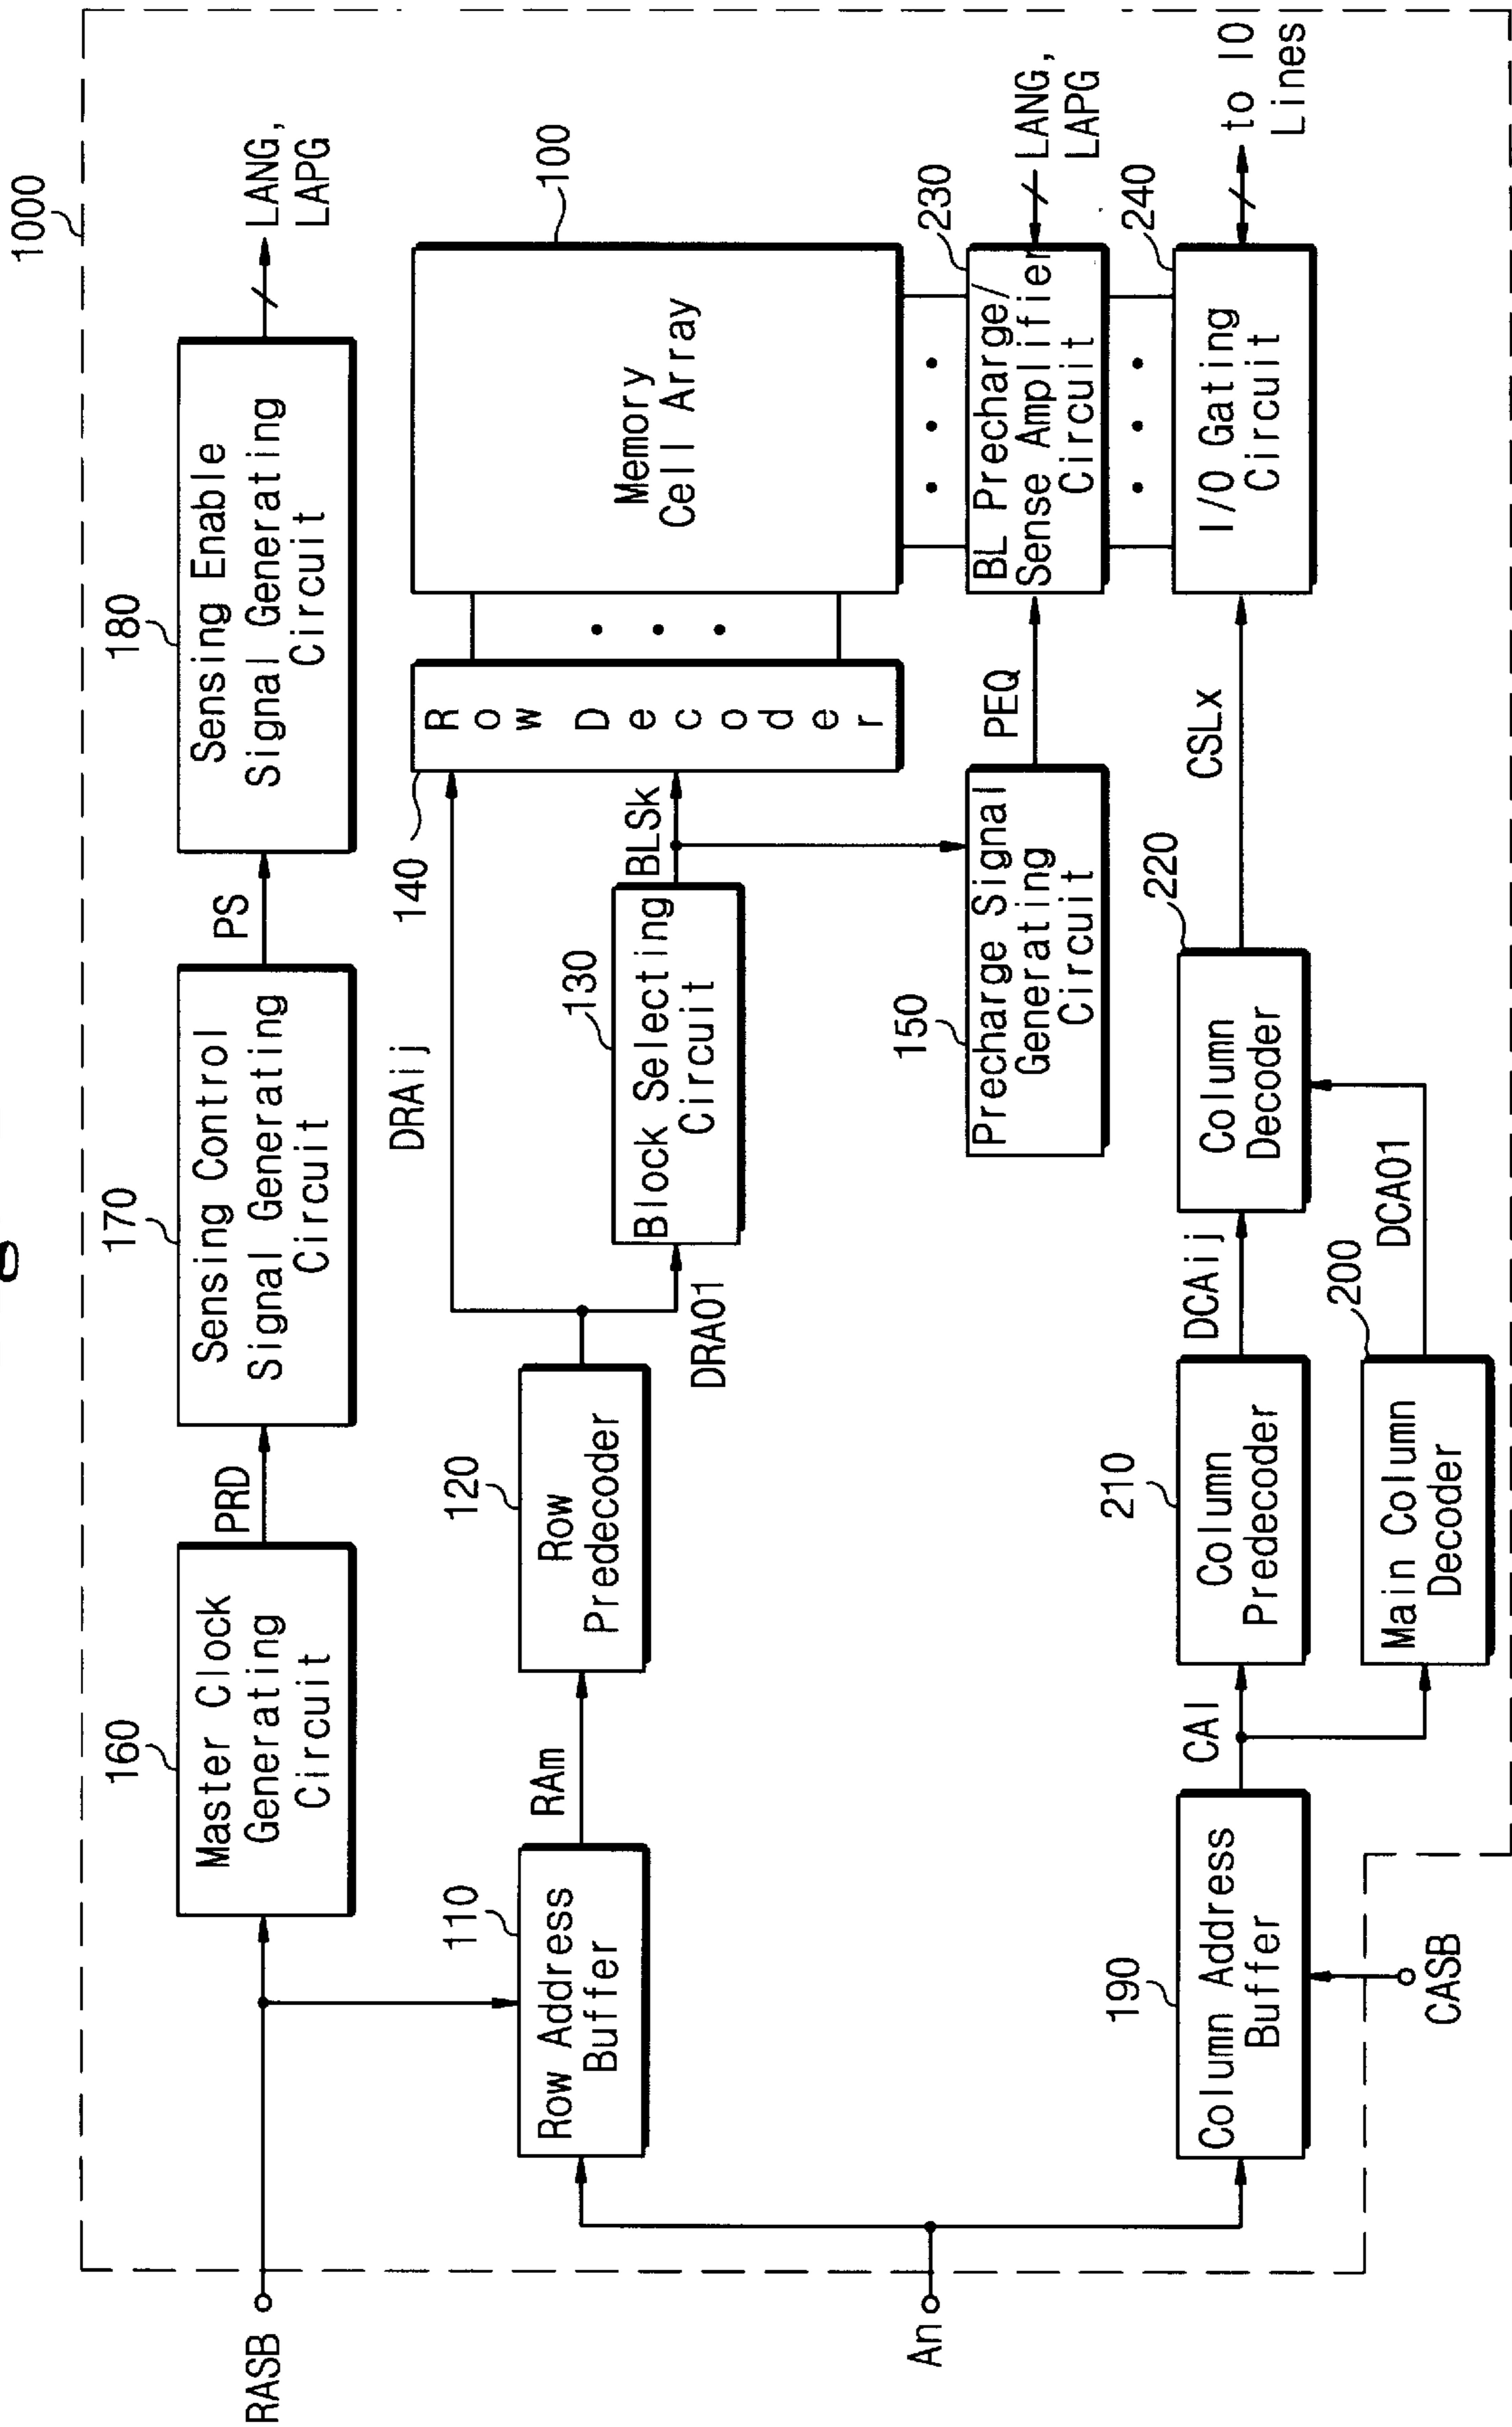 1000
160
170
180
RASB
Master Clock
Generating
Circuit
PRD
Sensing Control
Signal Generating
Circuit
PS
Sensing Enable
Signal Generating
Circuit
LANG,
LAPG
110
Row Address
Buffer
RAm
120
Row
Predecoder
DRAij
DRA01
130
Block Selecting
Circuit
BLSk
140
Row Decoder
100
Memory
Cell Array
150
Precharge Signal
Generating
Circuit
PEQ
230
BL Precharge/
Sense Amplifier
Circuit
LANG,
LAPG
An
190
Column Address
Buffer
CASB
CAl
210
Column
Predecoder
DCAij
200
Main Column
Decoder
DCA01
220
Column
Decoder
CSLx
240
I/O Gating
Circuit
to IO
Lines